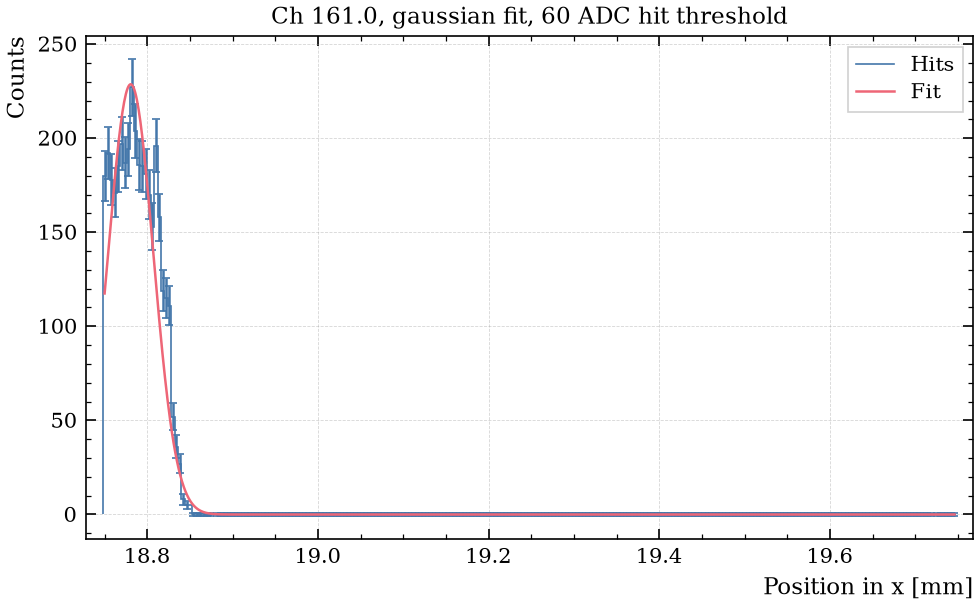 Ch 161.0, gaussian fit, 60 ADC hit threshold
Counts
250
200
150
100
50
0
Hits
Fit
18.8
19.0
19.2
19.4
19.6
Position in x [mm]